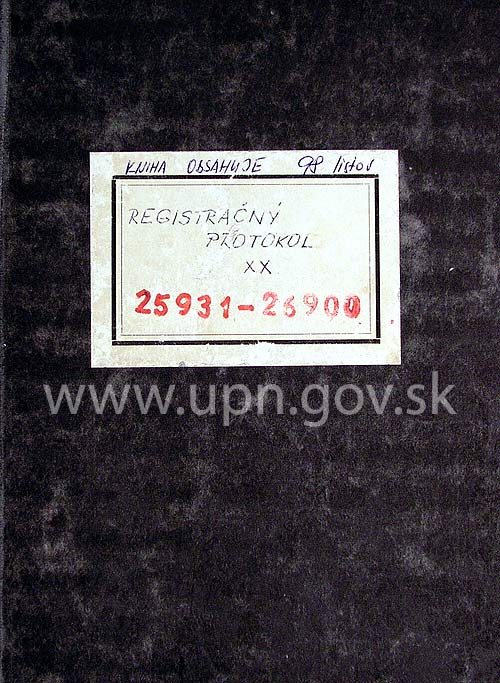 KNIHA OBSAHUJE 98 listov
REGISTRAČNÝ
PROTOKOL
XX
25931-26900
www.upn.gov.sk